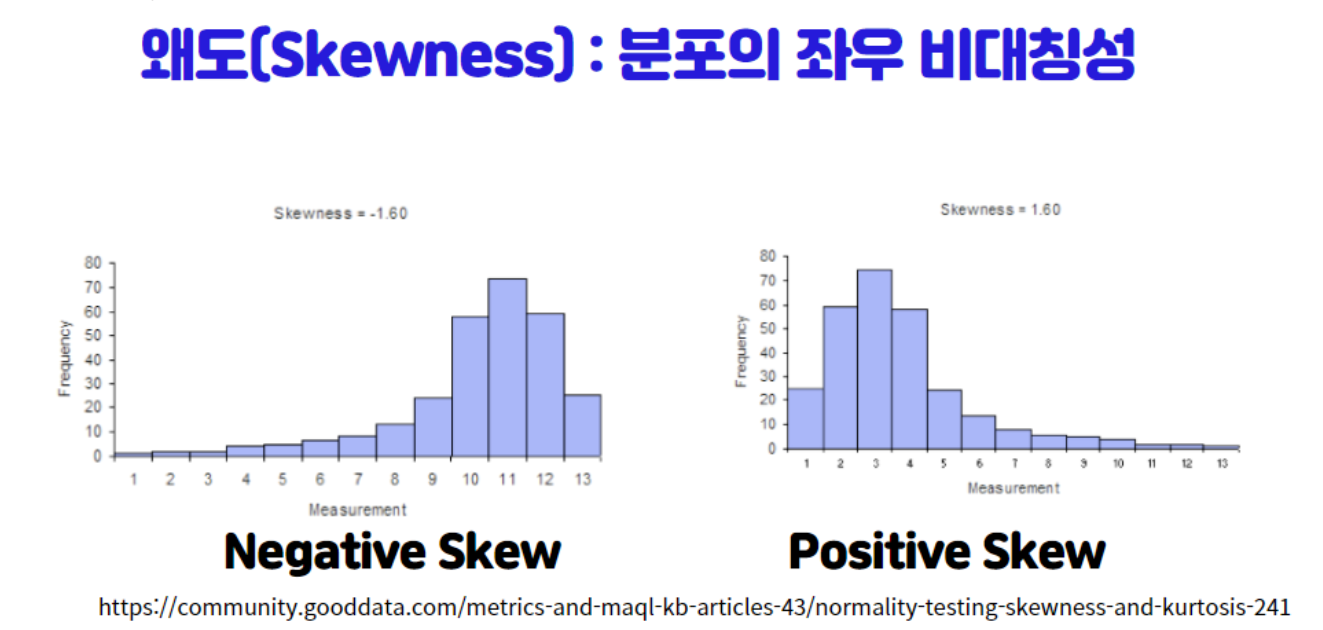 왜도(Skewness) : 분포의 좌우 비대칭성
Skewness = -1.60
80
70
60
50
40
30
20
10
0
Frequency
1 2 3 4 5 6 7 8 9 10 11 12 13
Measurement
Negative Skew
Skewness = 1.60
80
70
60
50
40
30
20
10
0
Frequency
1 2 3 4 5 6 7 8 9 10 11 12 13
Measurement
Positive Skew
https://community.gooddata.com/metrics-and-maql-kb-articles-43/normality-testing-skewness-and-kurtosis-241